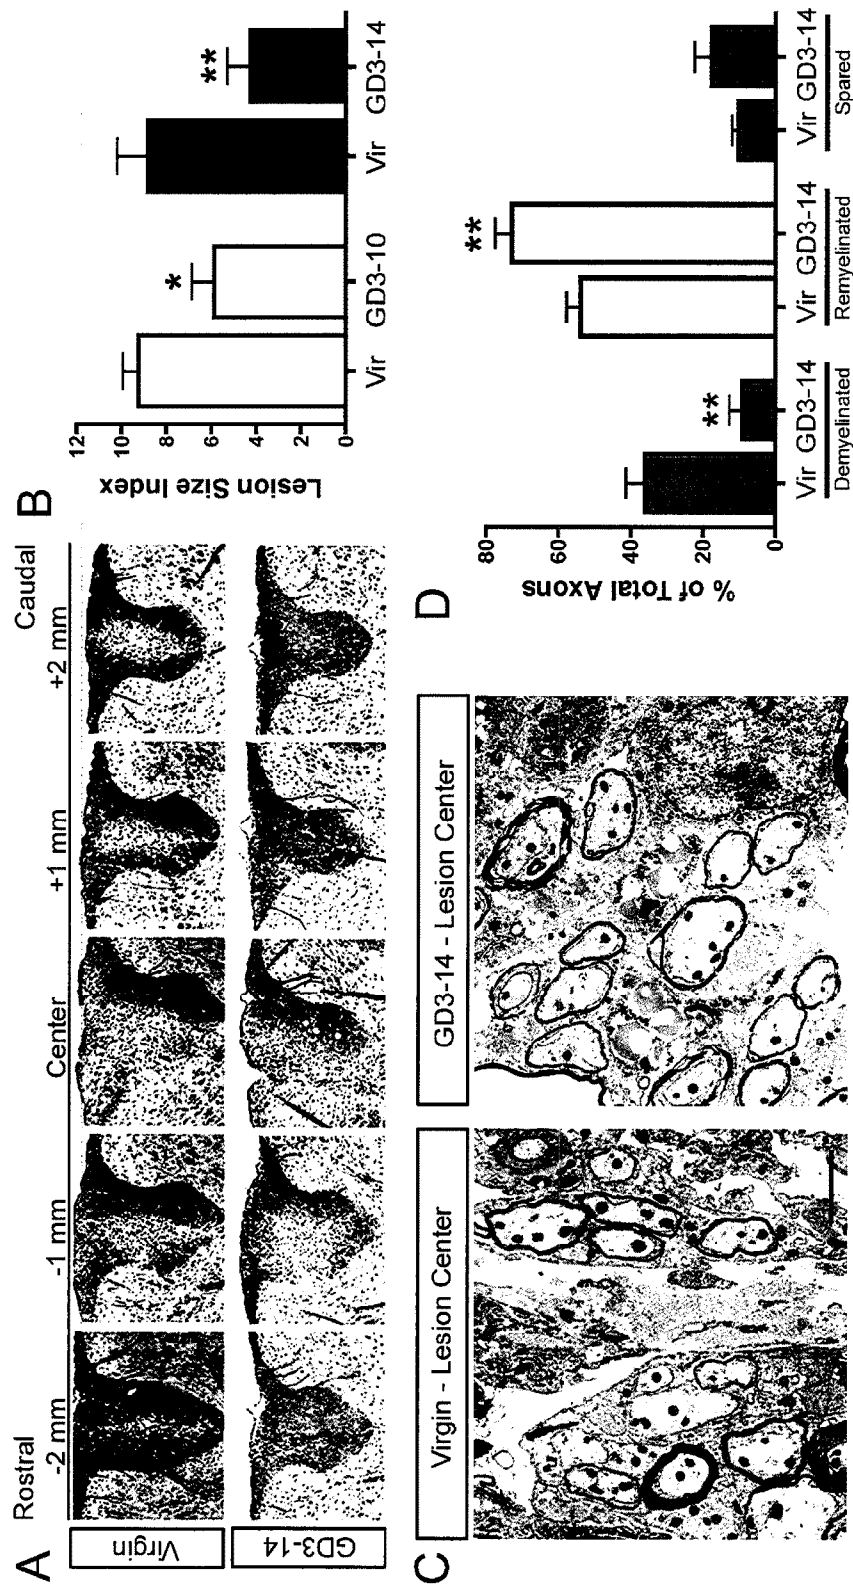 A
Rostral
Caudal
-2 mm
-1 mm
Center
+1 mm
+2 mm
Virgin
GD3-14
B
Lesion Size Index
12
10
8
6
4
2
0
*
**
Vir
GD3-10
Vir
GD3-14
C
Virgin - Lesion Center
GD3-14 - Lesion Center
D
% of Total Axons
80
60
40
20
0
**
**
Vir GD3-14
Vir GD3-14
Vir GD3-14
Demyelinated
Remyelinated
Spared